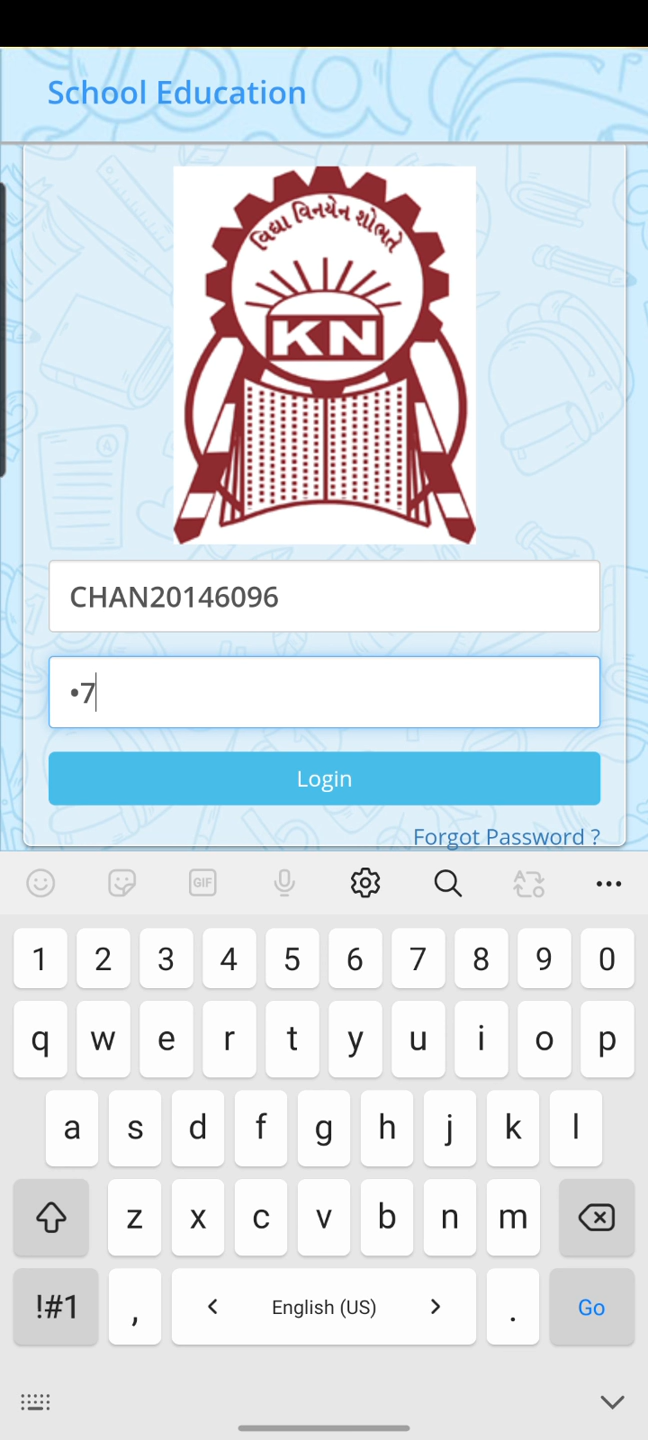 School Education
વિદ્યા વિનયેન શોભતે
KN
CHAN20146096
•7
Login
Forgot Password ?
GIF
1 2 3 4 5 6 7 8 9 0
q w e r t y u i o p
a s d f g h j k l
z x c v b n m
!#1 , < English (US) > . Go